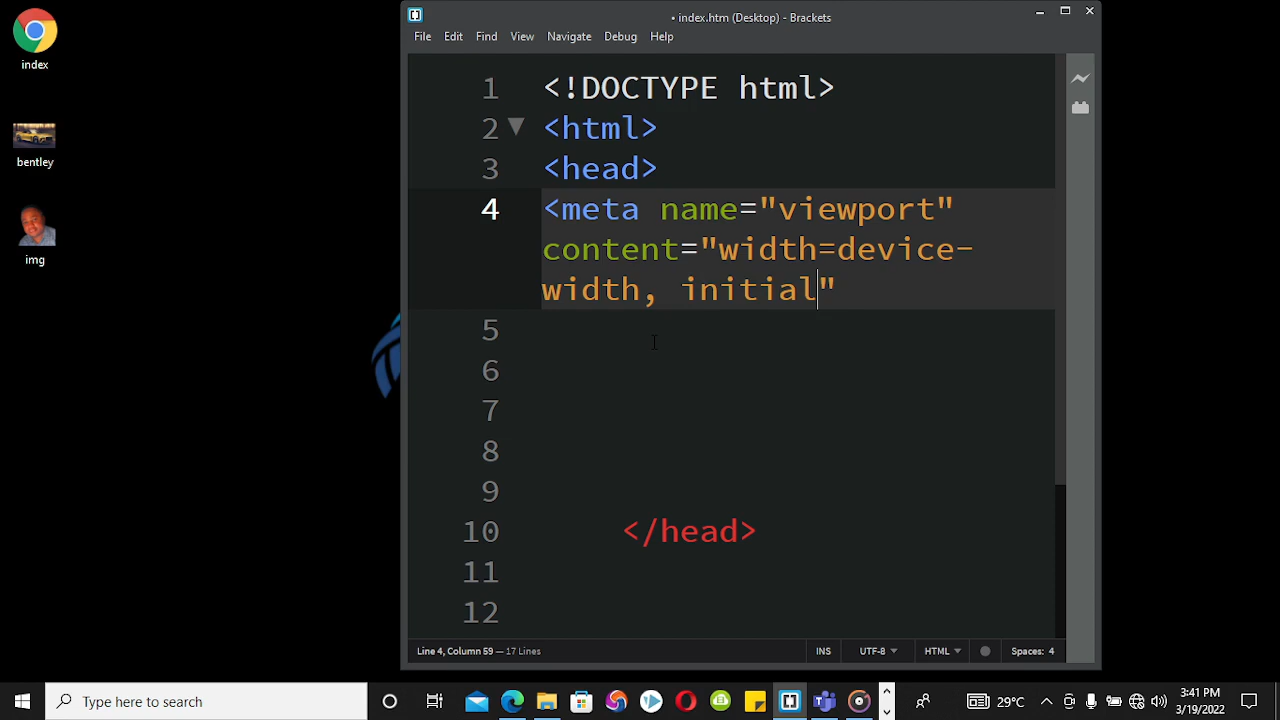 index
bentley
img
• index.htm (Desktop) - Brackets
File Edit Find View Navigate Debug Help
1 <!DOCTYPE html>
2 <html>
3 <head>
4 <meta name="viewport"
content="width=device-
width, initial"
5
6
7
8
9
10 </head>
11
12
Line 4, Column 59 — 17 Lines
INS UTF-8 HTML Spaces: 4
Type here to search
29°C
3:41 PM
3/19/2022